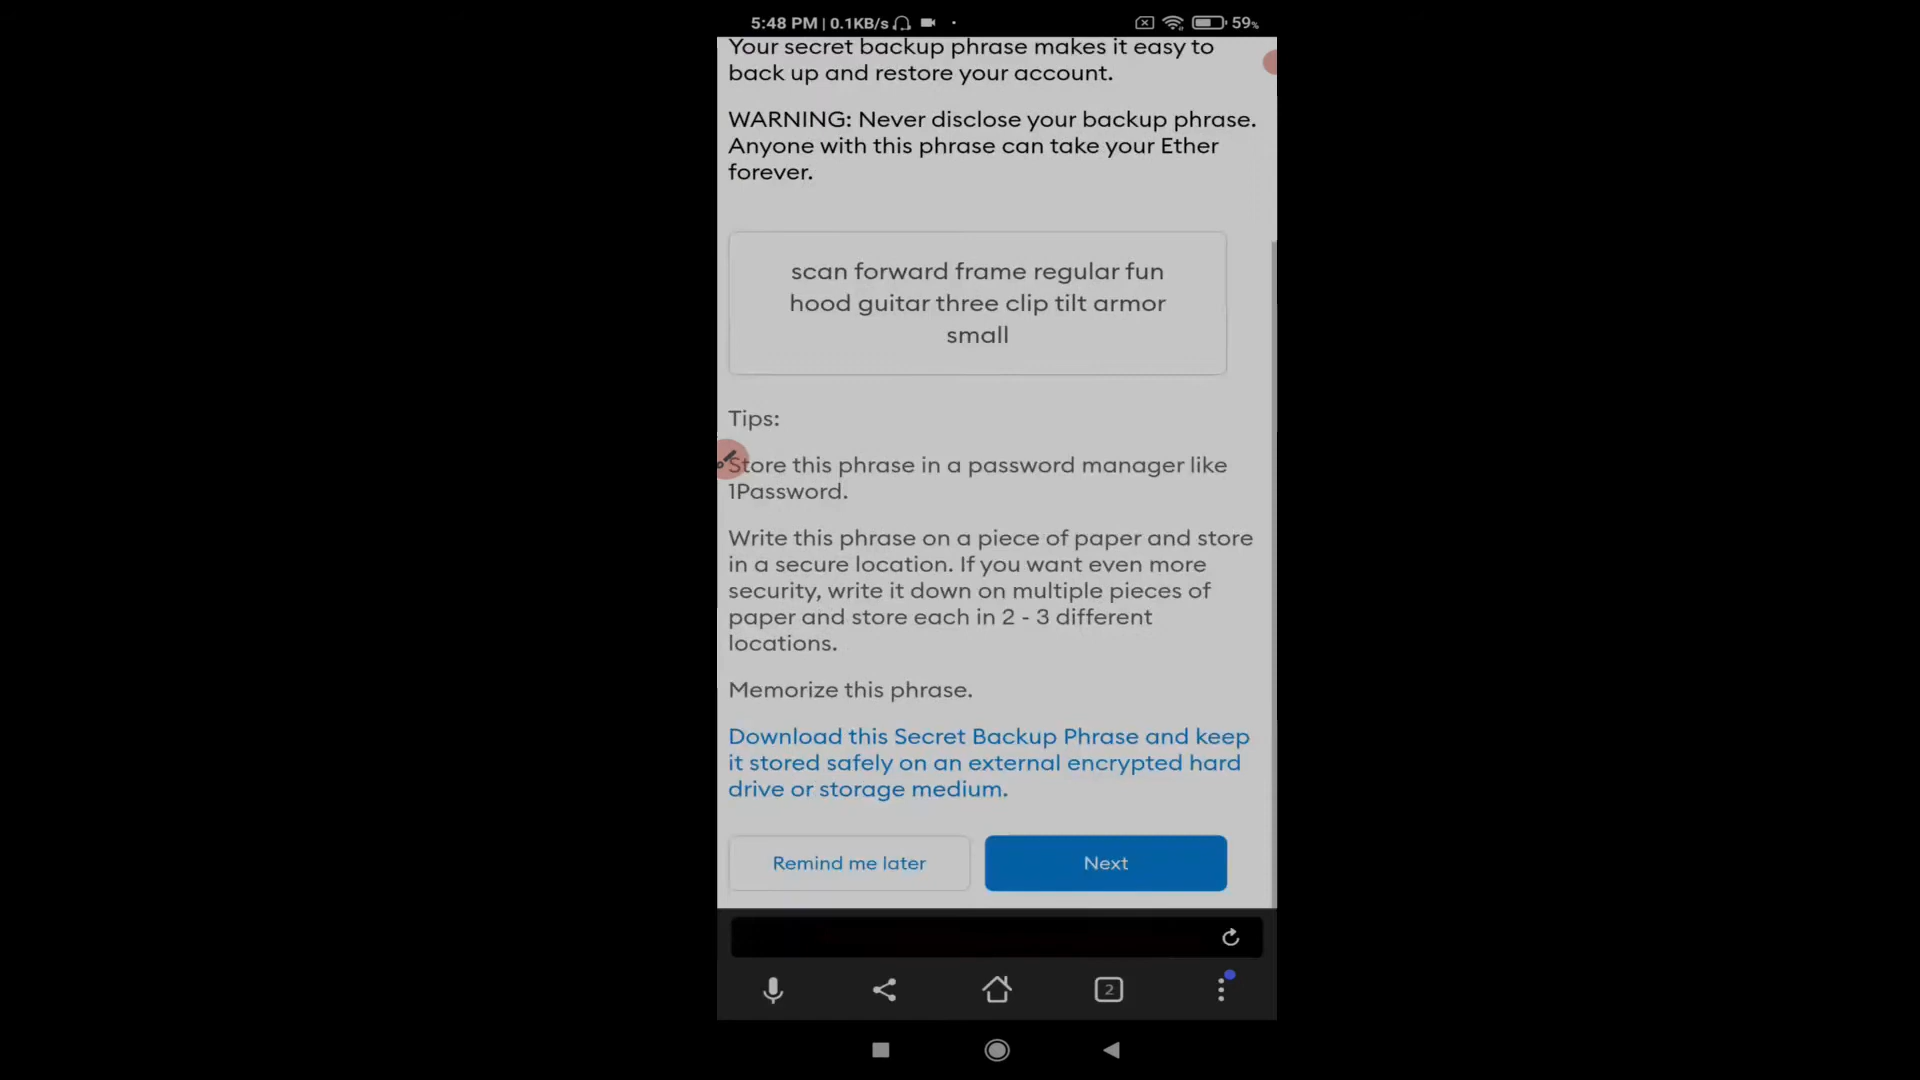 5:48 PM | 0.1KB/s
59%
Your secret backup phrase makes it easy to
back up and restore your account.
WARNING: Never disclose your backup phrase.
Anyone with this phrase can take your Ether
forever.
scan forward frame regular fun
hood guitar three clip tilt armor
small
Tips:
Store this phrase in a password manager like
1Password.
Write this phrase on a piece of paper and store
in a secure location. If you want even more
security, write it down on multiple pieces of
paper and store each in 2 - 3 different
locations.
Memorize this phrase.
Download this Secret Backup Phrase and keep
it stored safely on an external encrypted hard
drive or storage medium.
Remind me later
Next
2